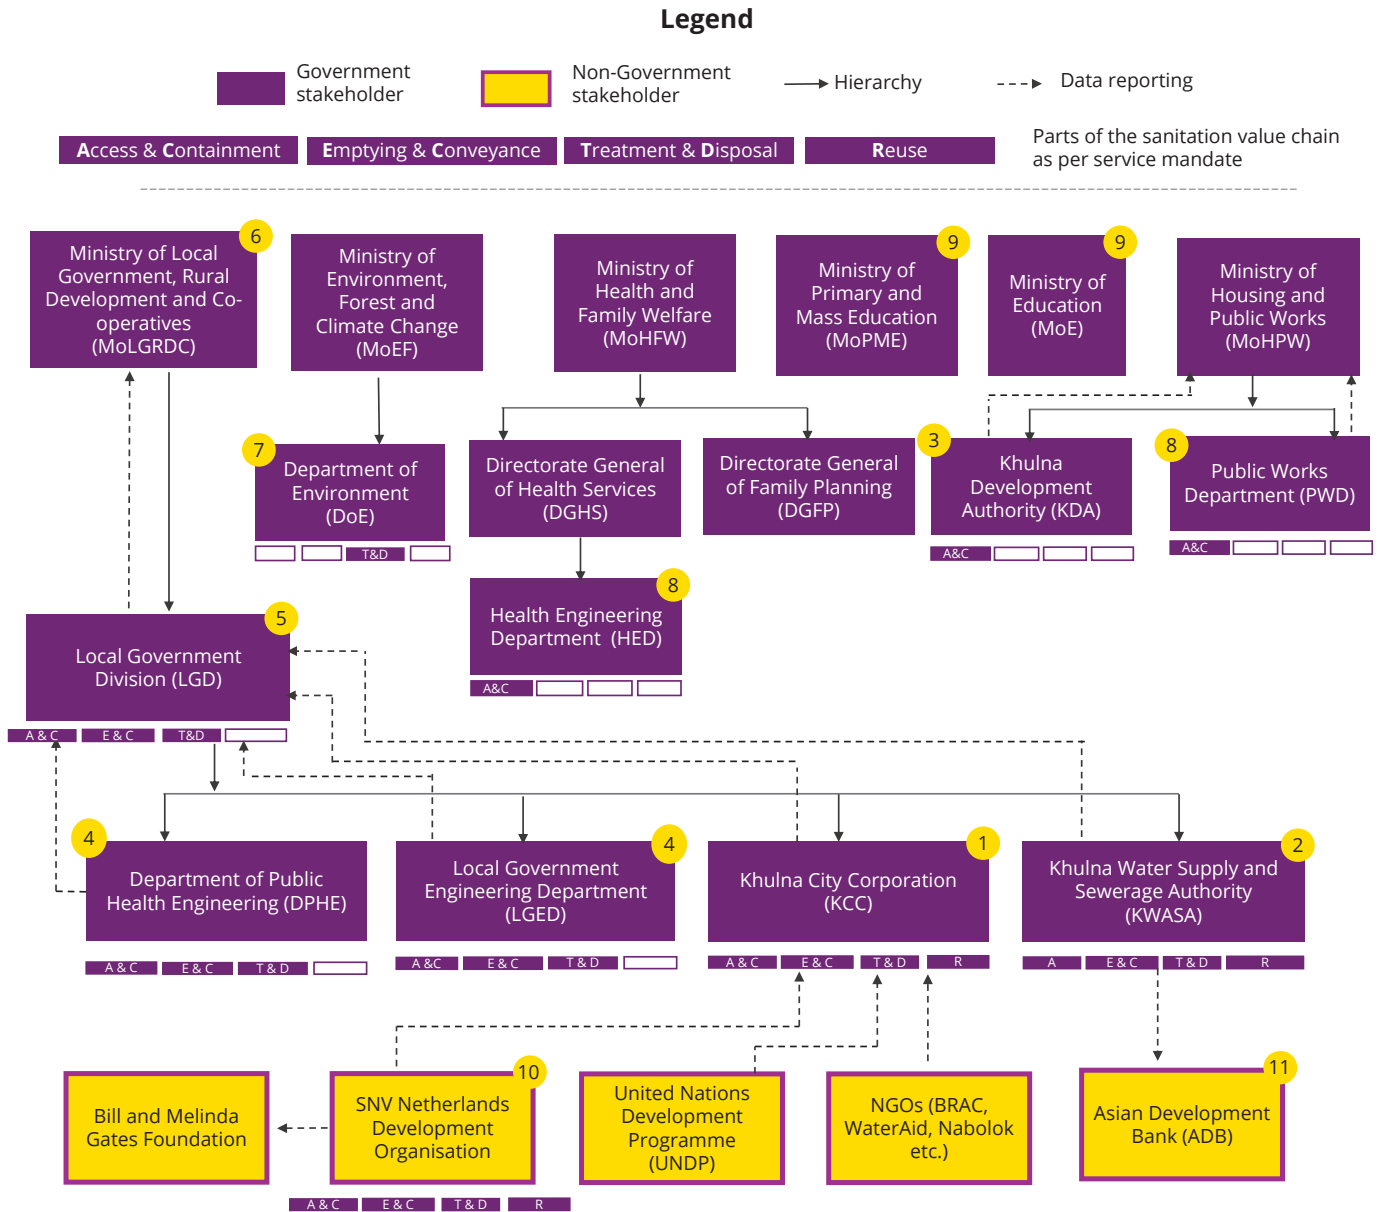 Legend
Government
stakeholder
Non-Government
stakeholder
Hierarchy
Data reporting
Access & Containment
Emptying & Conveyance
Treatment & Disposal
Reuse
Parts of the sanitation value chain
as per service mandate
6
Ministry of Local
Government, Rural
Development and Co-
operatives
(MoLGRDC)
Ministry of
Environment,
Forest and
Climate Change
(MoEF)
Ministry of
Health and
Family Welfare
(MoHFW)
9
Ministry of
Primary and
Mass Education
(MoPME)
9
Ministry of
Education
(MoE)
Ministry of
Housing and
Public Works
(MoHPW)
7
Department of
Environment
(DoE)
T&D
Directorate General
of Health Services
(DGHS)
Directorate General
of Family Planning
(DGFP)
3
Khulna
Development
Authority (KDA)
A&C
8
Public Works
Department (PWD)
A&C
8
Health Engineering
Department (HED)
A&C
5
Local Government
Division (LGD)
A & C
E & C
T&D
4
Department of Public
Health Engineering (DPHE)
A & C
E & C
T & D
4
Local Government
Engineering Department
(LGED)
A &C
E & C
T & D
1
Khulna City Corporation
(KCC)
A & C
E & C
T & D
R
2
Khulna Water Supply and
Sewerage Authority
(KWASA)
A
E & C
T & D
R
Bill and Melinda
Gates Foundation
10
SNV Netherlands
Development
Organisation
A & C
E & C
T & D
R
United Nations
Development
Programme
(UNDP)
NGOs (BRAC,
WaterAid, Nabolok
etc.)
11
Asian Development
Bank (ADB)